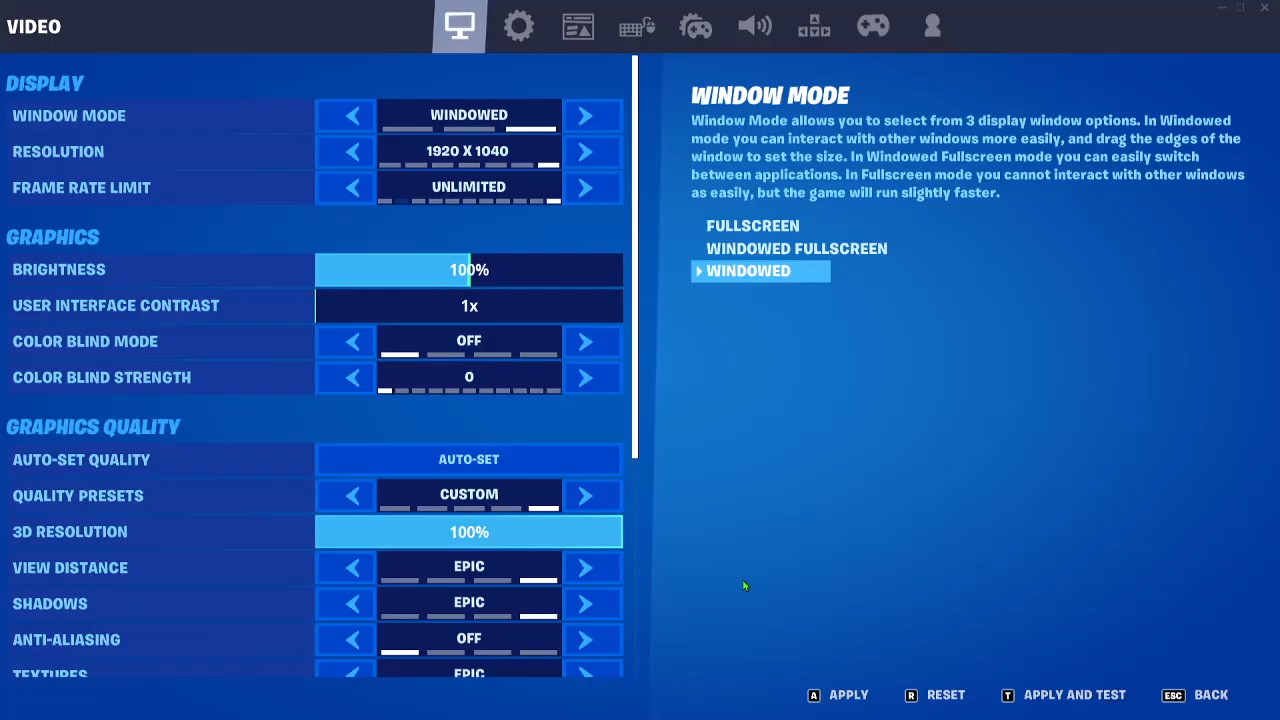 VIDEO
DISPLAY
WINDOW MODE
WINDOWED
RESOLUTION
1920 X 1040
FRAME RATE LIMIT
UNLIMITED
GRAPHICS
BRIGHTNESS
100%
USER INTERFACE CONTRAST
1x
COLOR BLIND MODE
OFF
COLOR BLIND STRENGTH
0
GRAPHICS QUALITY
AUTO-SET QUALITY
AUTO-SET
QUALITY PRESETS
CUSTOM
3D RESOLUTION
100%
VIEW DISTANCE
EPIC
SHADOWS
EPIC
ANTI-ALIASING
OFF
TEXTURES
EPIC
WINDOW MODE
Window Mode allows you to select from 3 display window options. In Windowed
mode you can interact with other windows more easily, and drag the edges of the
window to set the size. In Windowed Fullscreen mode you can easily switch
between applications. In Fullscreen mode you cannot interact with other windows
as easily, but the game will run slightly faster.
FULLSCREEN
WINDOWED FULLSCREEN
WINDOWED
A APPLY
R RESET
T APPLY AND TEST
ESC BACK